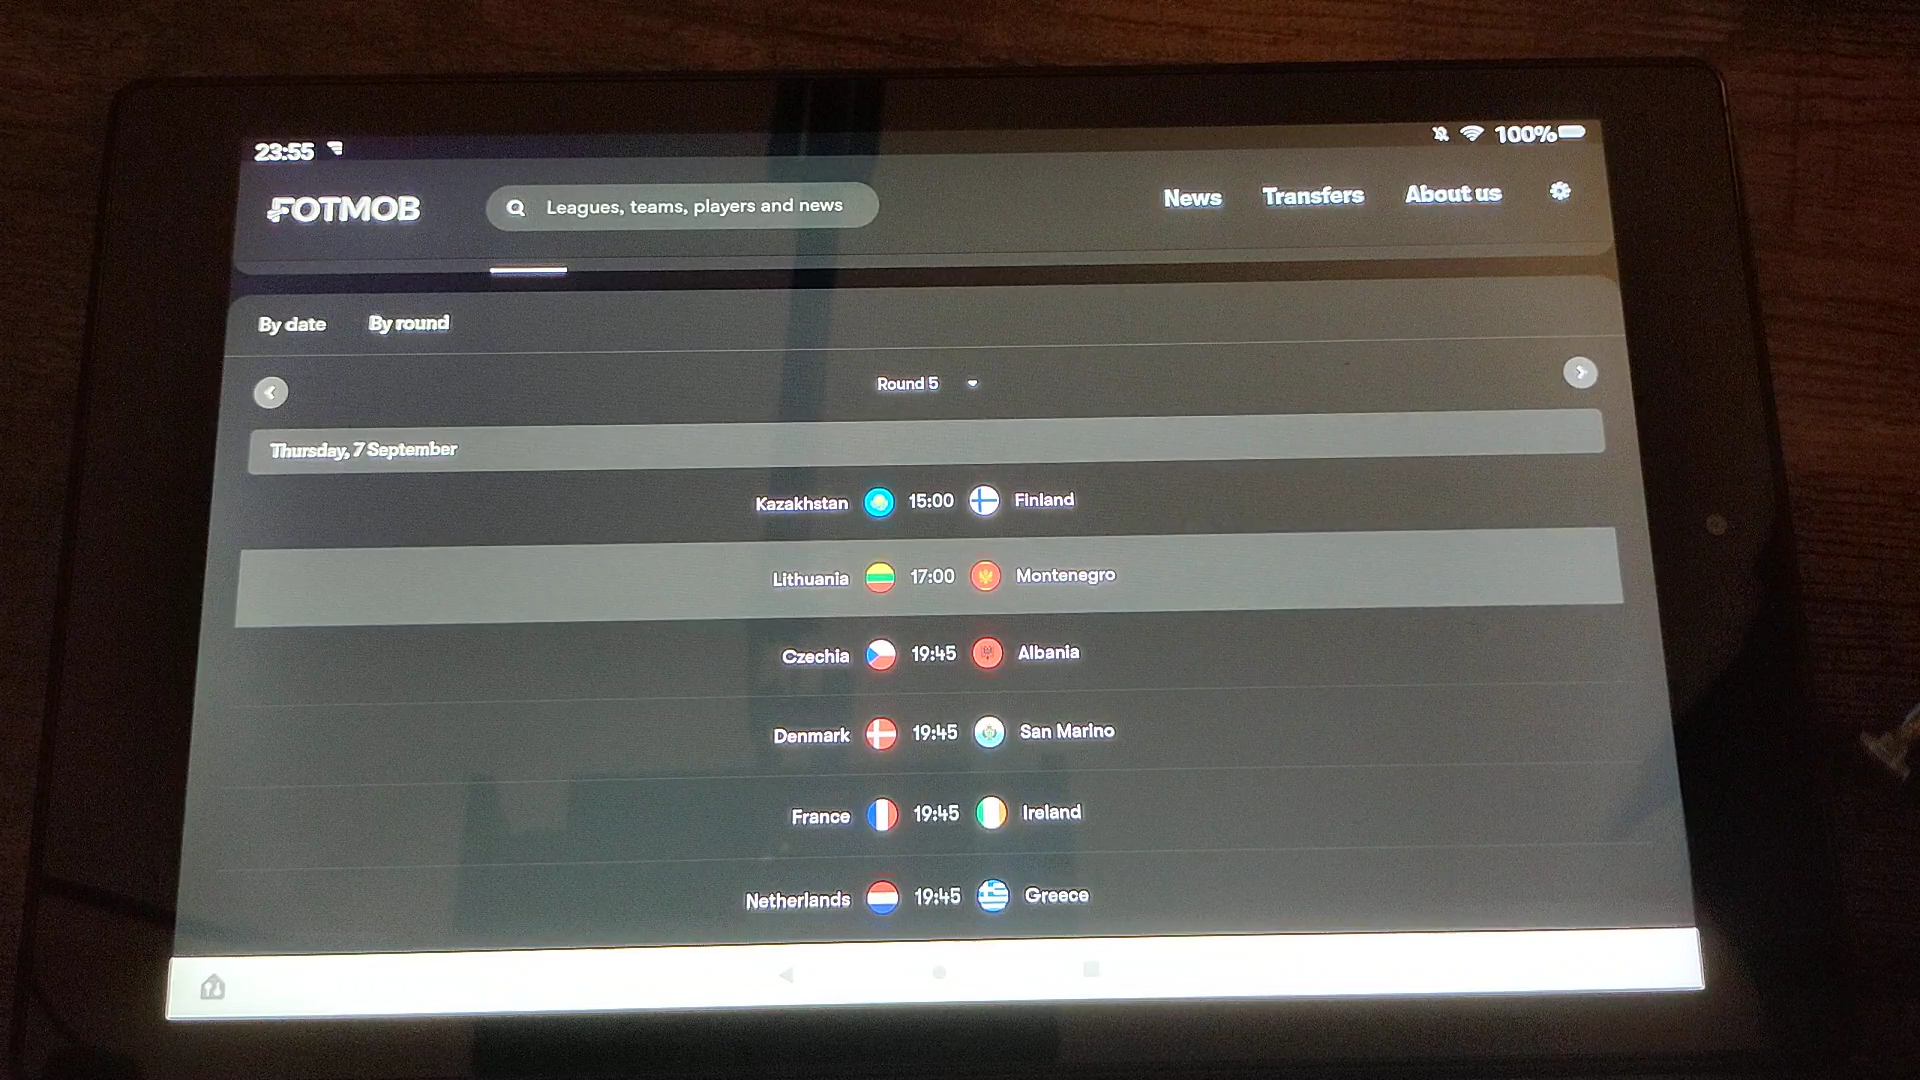 23:55
100%
FOTMOB
Leagues, teams, players and news
News Transfers About us
By date By round
Round 5
Thursday, 7 September
Kazakhstan 15:00 Finland
Lithuania 17:00 Montenegro
Czechia 19:45 Albania
Denmark 19:45 San Marino
France 19:45 Ireland
Netherlands 19:45 Greece